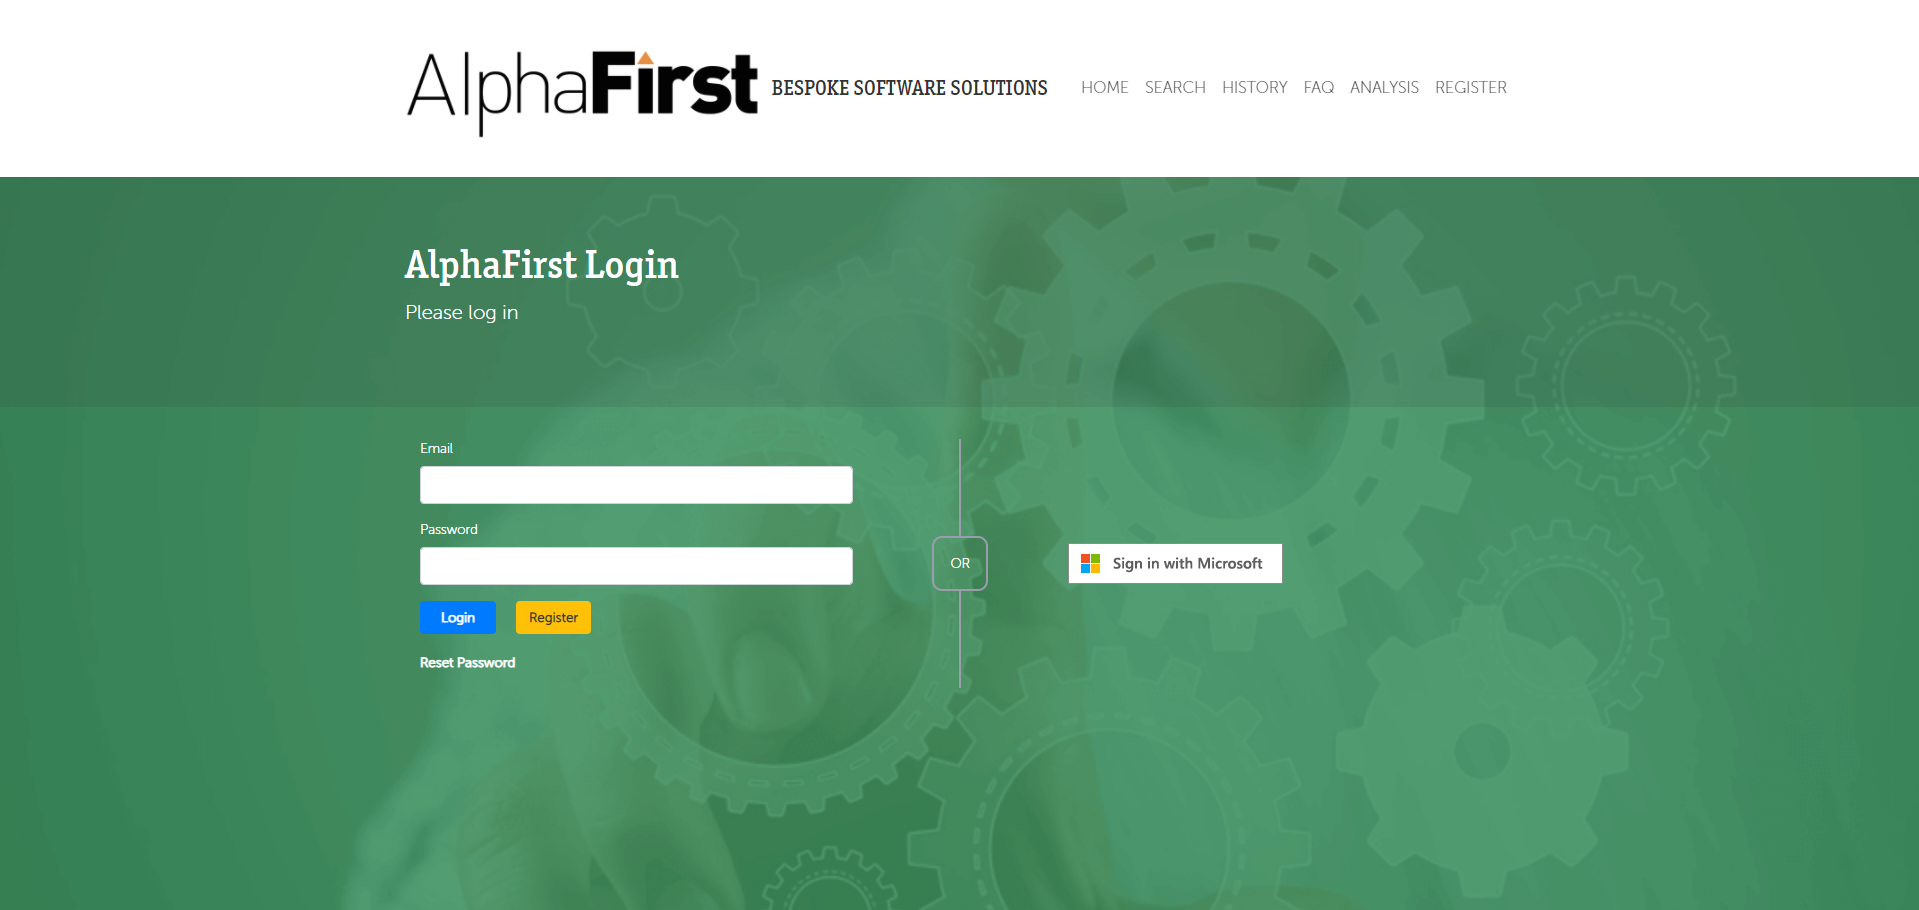 AlphaFirst
BESPOKE SOFTWARE SOLUTIONS
HOME SEARCH HISTORY FAQ ANALYSIS REGISTER
AlphaFirst Login
Please log in
Email
Password
Login Register
Reset Password
OR
Sign in with Microsoft